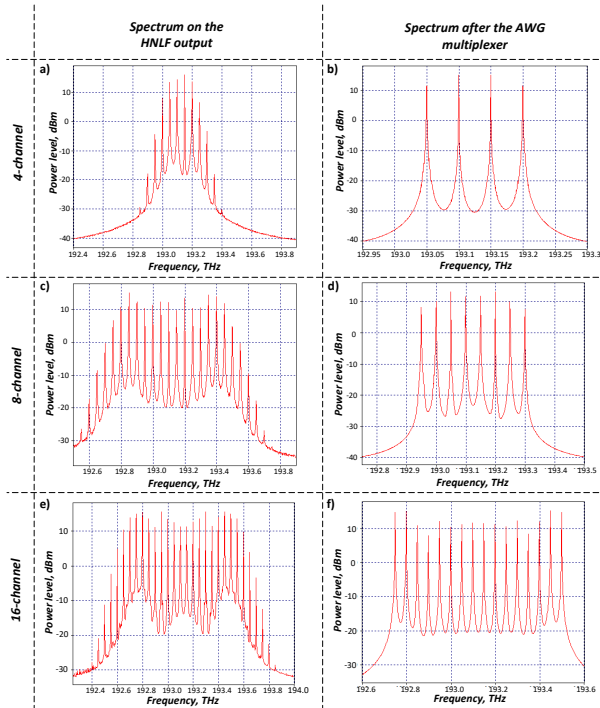 Spectrum on the
HNLF output
Spectrum after the AWG
multiplexer
4-channel
a)
Power level, dBm
10
0
-10
-20
-30
-40
192.4 192.6 192.8 193.0 193.2 193.4 193.6 193.8
Frequency, THz
b)
Power level, dBm
10
0
-10
-20
-30
-40
192.95 193.0 193.05 193.1 193.15 193.2 193.25 193.3
Frequency, THz
8-channel
c)
Power level, dBm
10
0
-10
-20
-30
192.6 192.8 193.0 193.2 193.4 193.6 193.8
Frequency, THz
d)
Power level, dBm
10
0
-10
-20
-30
-40
192.8 192.9 193.0 193.1 193.2 193.3 193.4 193.5
Frequency, THz
16-channel
e)
Power level, dBm
10
0
-10
-20
-30
192.4 192.6 192.8 193.0 193.2 193.4 193.6 193.8 194.0
Frequency, THz
f)
Power level, dBm
10
0
-10
-20
-30
192.6 192.8 193.0 193.2 193.4 193.6
Frequency, THz